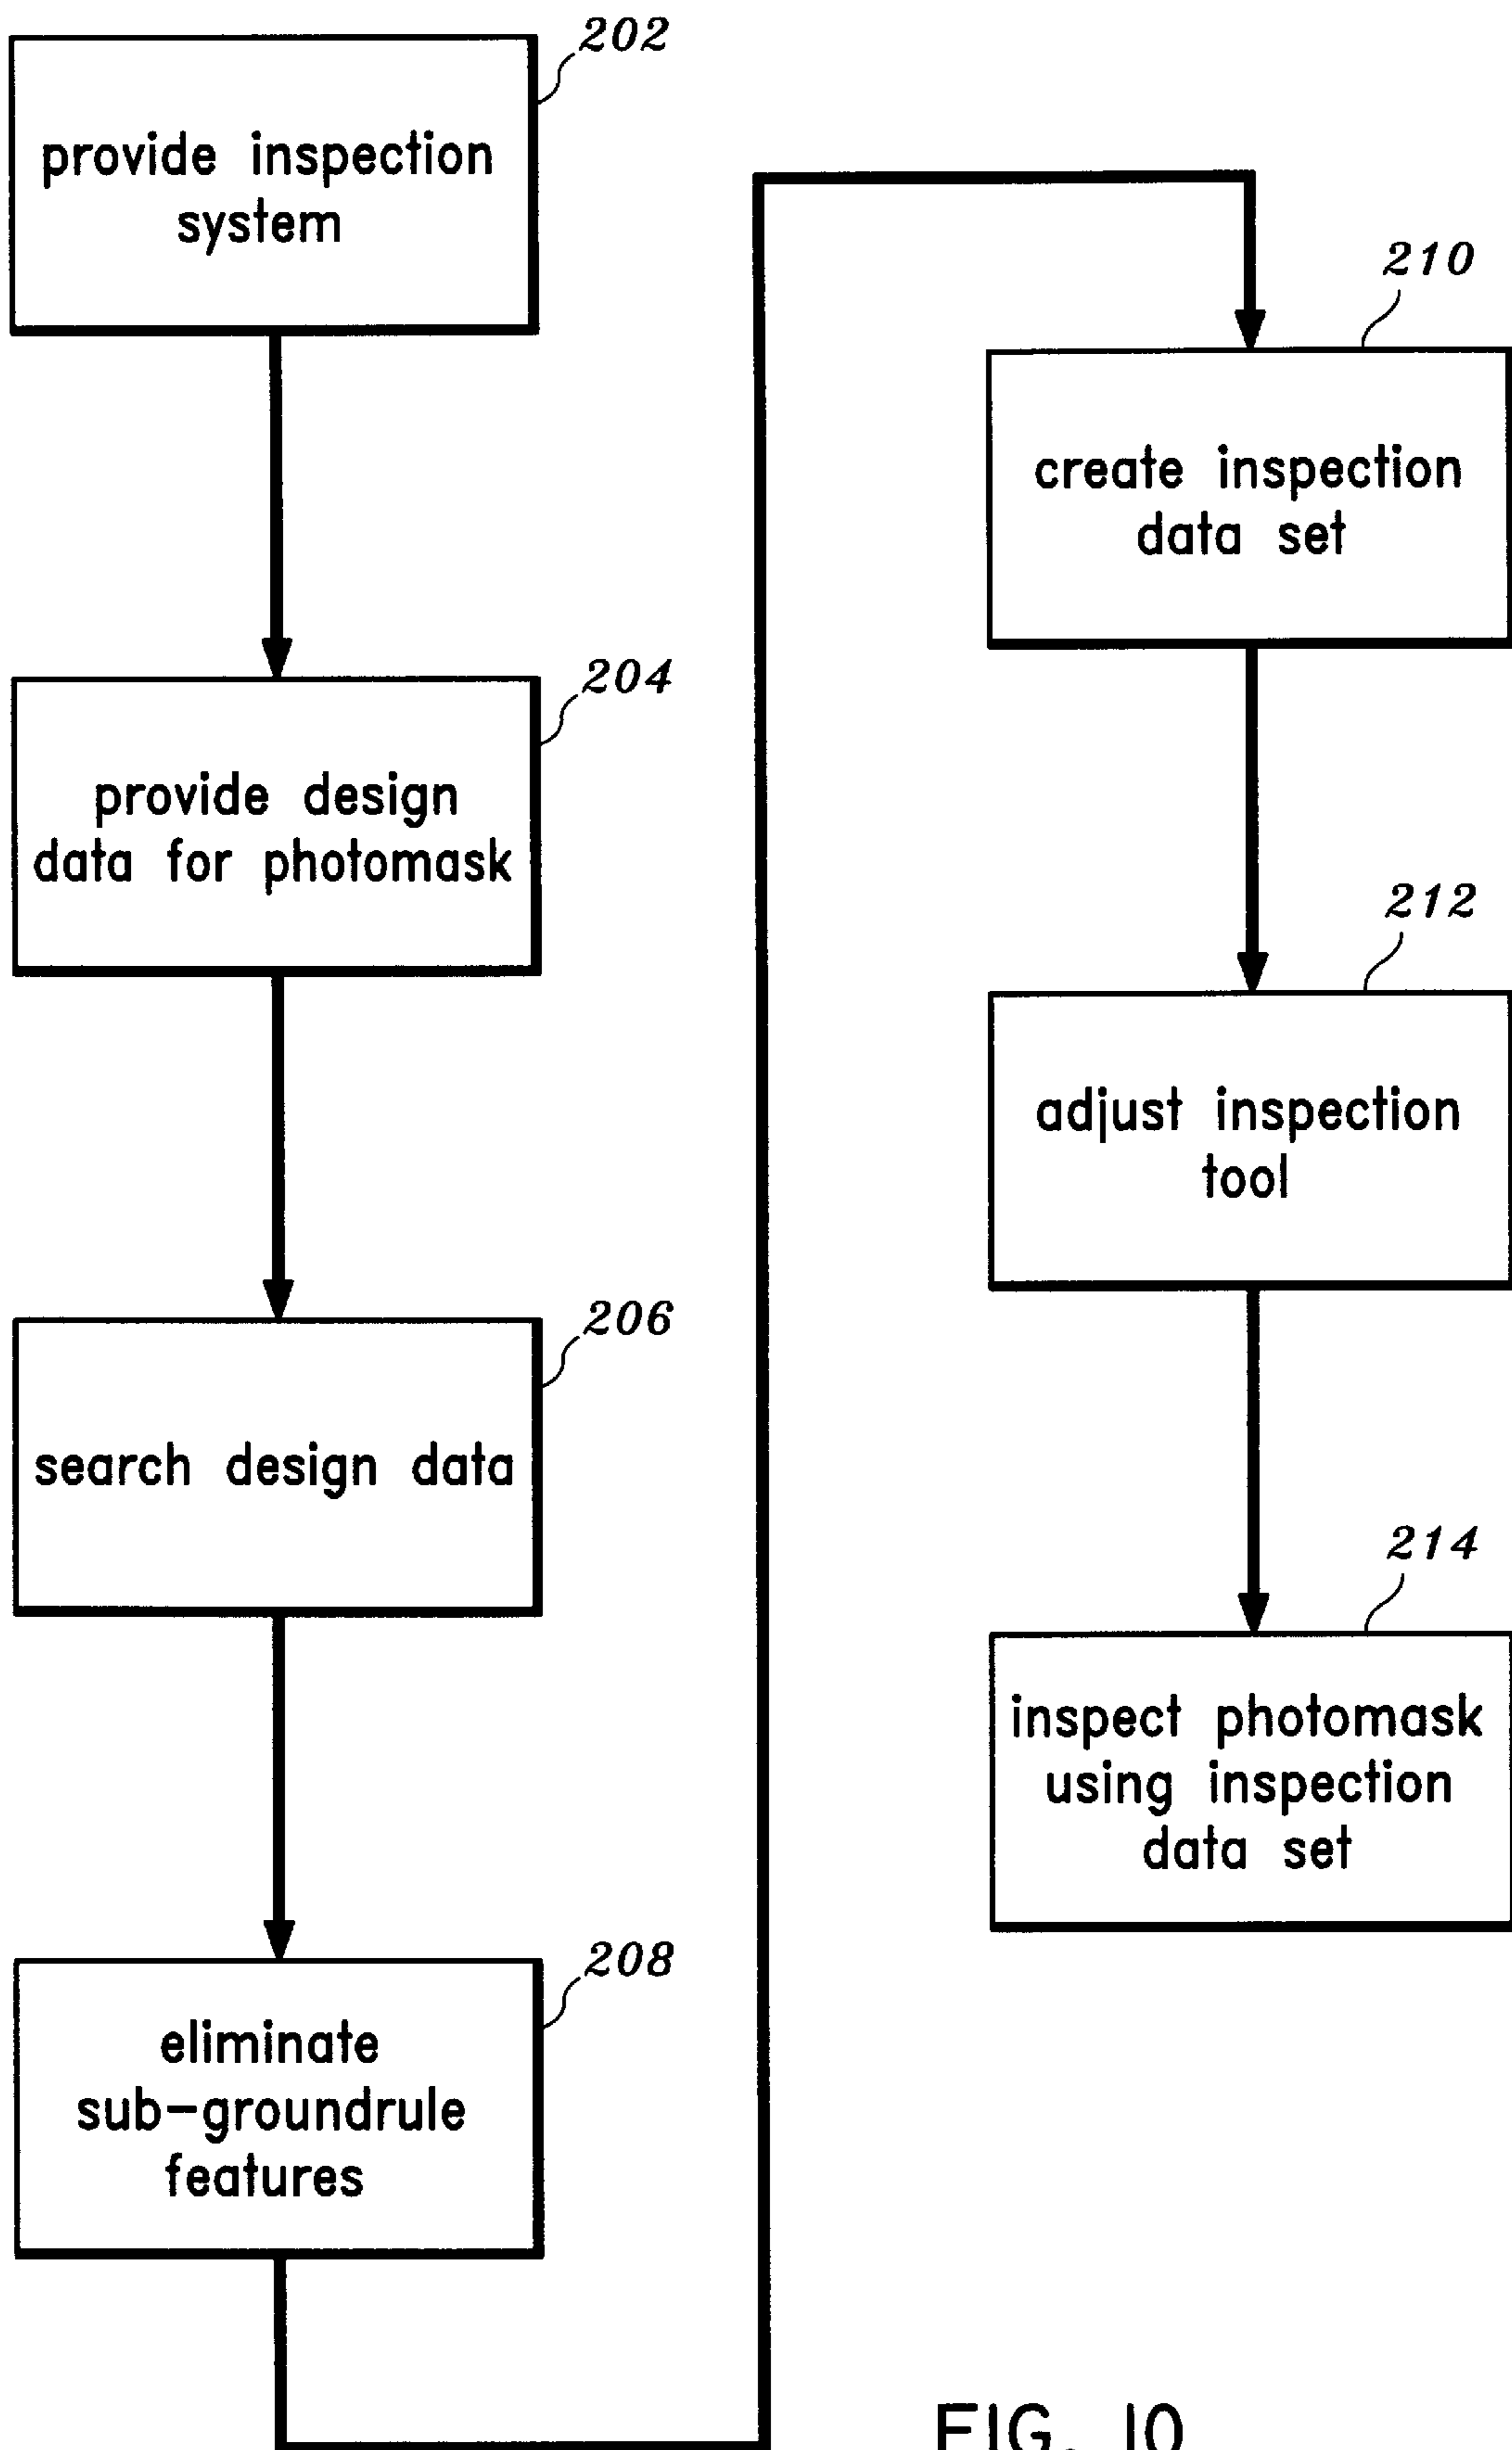 202
provide inspection
system
204
provide design
data for photomask
206
search design data
208
eliminate
sub-groundrule
features
210
create inspection
data set
212
adjust inspection
tool
214
inspect photomask
using inspection
data set
FIG. 10